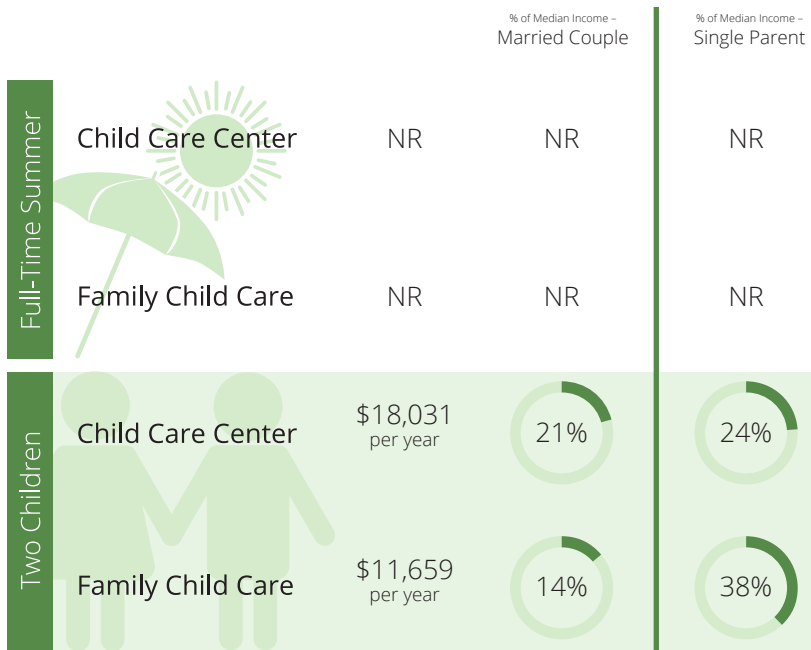 % of Median Income –
Married Couple
% of Median Income –
Single Parent
Full-Time Summer
Child Care Center
NR
NR
NR
Family Child Care
NR
NR
NR
Two Children
Child Care Center
$18,031
per year
21%
24%
Family Child Care
$11,659
per year
14%
38%